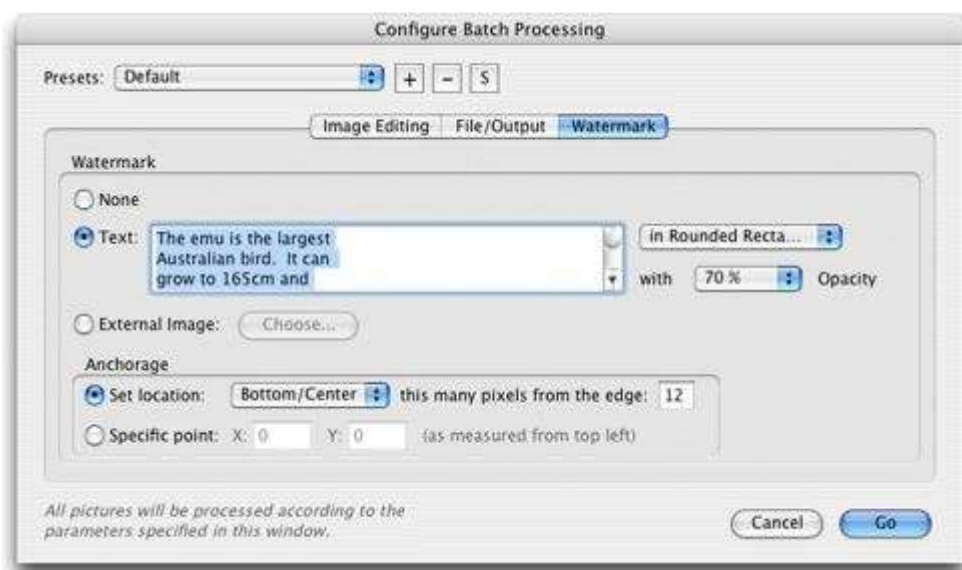 Configure Batch Processing
Presets: Default + - S
Image Editing File/Output Watermark
Watermark
None
Text: The emu is the largest in Rounded Recta...
Australian bird. It can
grow to 165cm and with 70 % Opacity
External Image: Choose...
Anchorage
Set location: Bottom/Center this many pixels from the edge: 12
Specific point: X: 0 Y: 0 (as measured from top left)
All pictures will be processed according to the
parameters specified in this window. Cancel Go